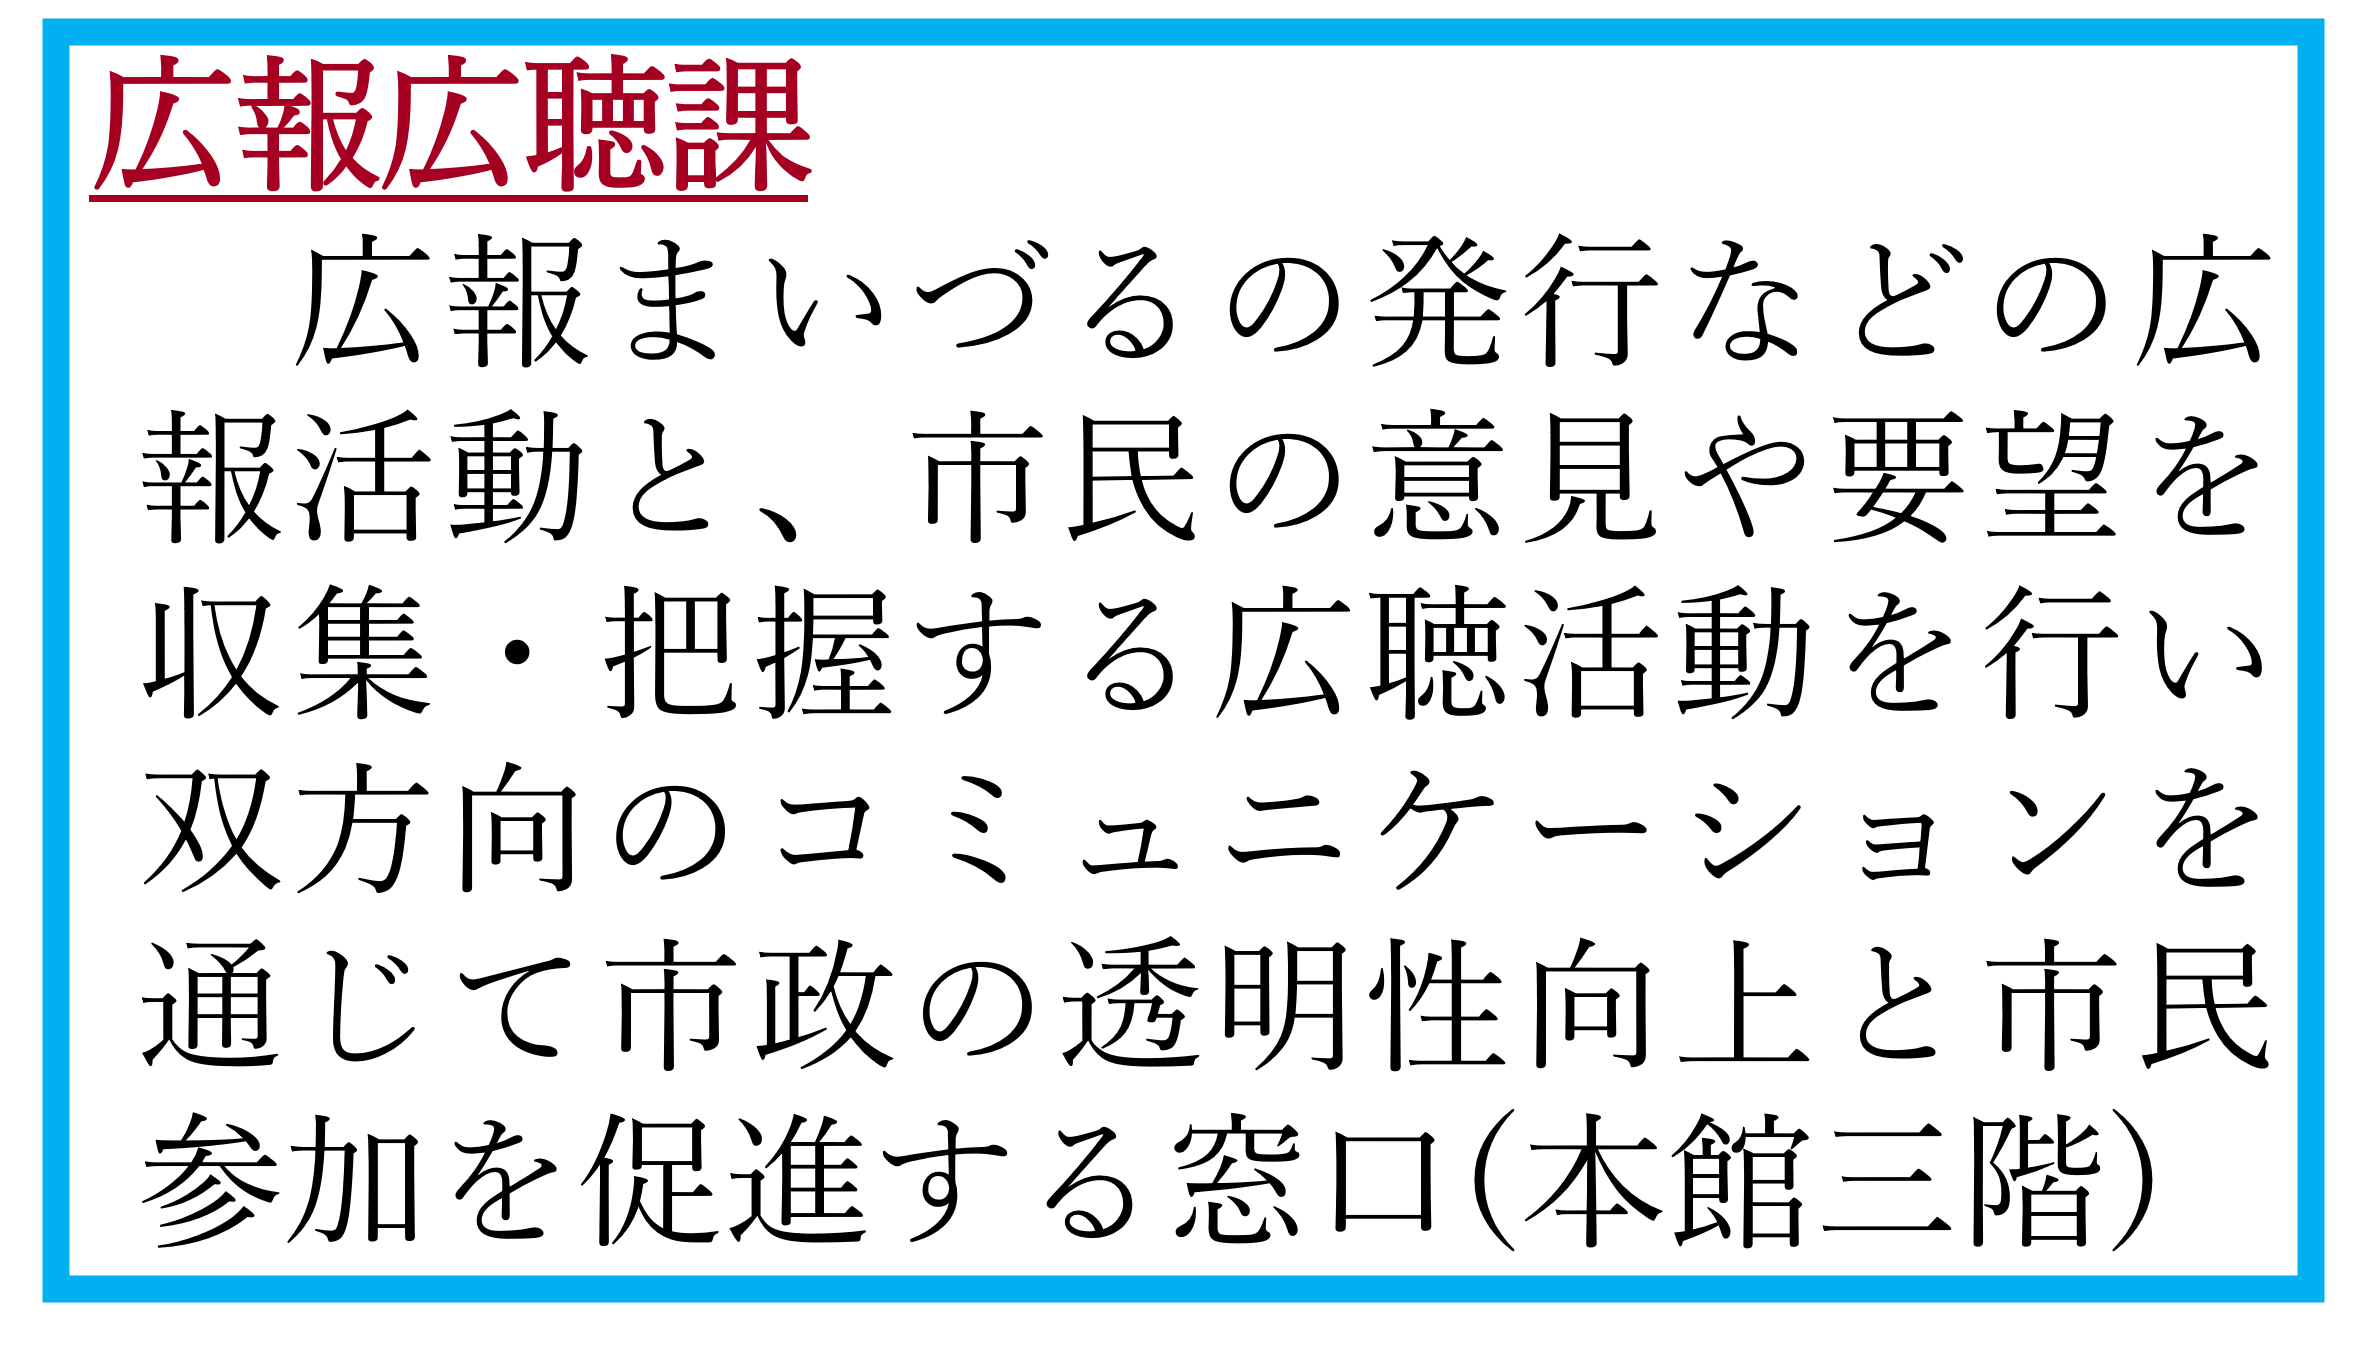 広報広聴課
広報まいづるの発行などの広
報活動と、市民の意見や要望を
収集・把握する広聴活動を行い
双方向のコミュニケーションを
通じて市政の透明性向上と市民
参加を促進する窓口(本館三階)